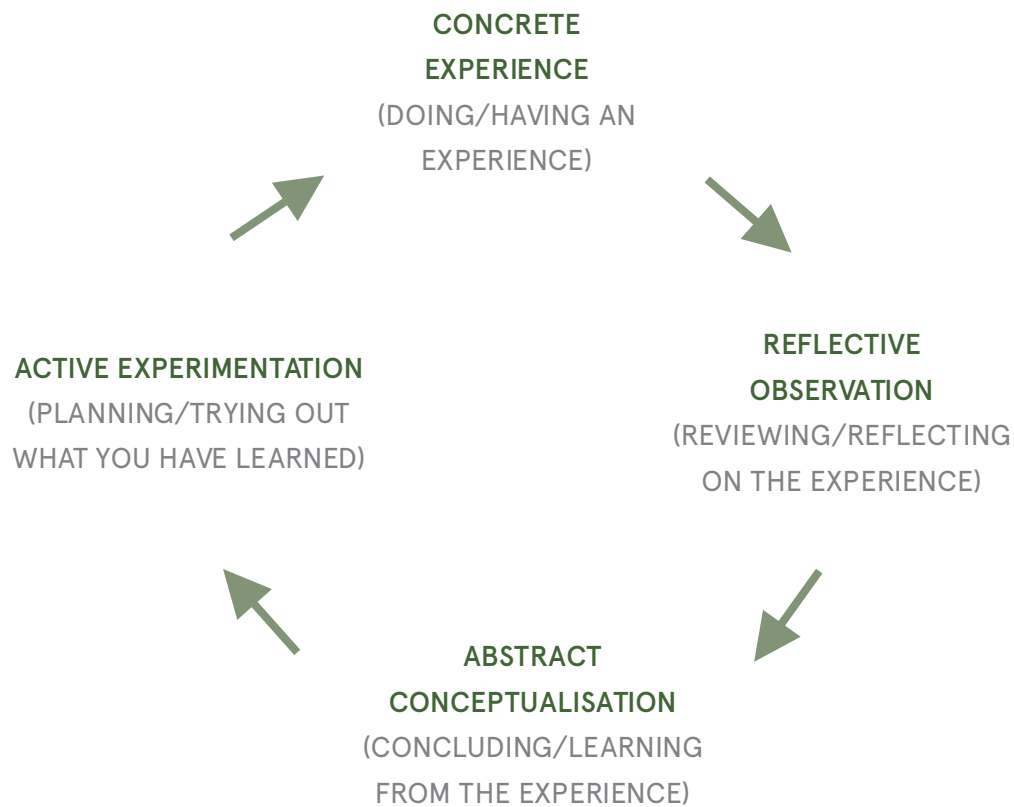 CONCRETE
EXPERIENCE
(DOING/HAVING AN
EXPERIENCE)
REFLECTIVE
OBSERVATION
(REVIEWING/REFLECTING
ON THE EXPERIENCE)
ABSTRACT
CONCEPTUALISATION
(CONCLUDING/LEARNING
FROM THE EXPERIENCE)
ACTIVE EXPERIMENTATION
(PLANNING/TRYING OUT
WHAT YOU HAVE LEARNED)